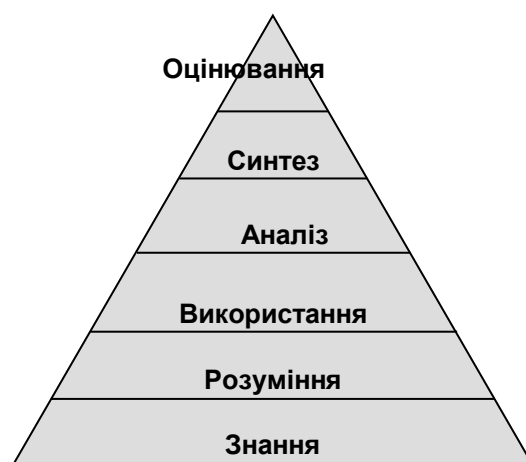 Оцінювання
Синтез
Аналіз
Використання
Розуміння
Знання